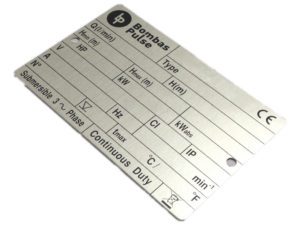 Bombas
Pulse
Type
Q(l/min)
H(m)
Hmax (m)
Hmin (m)
V
HP
kW
kWabs
A
Hz
Cl
IP
N°
tmax
°C/
°F
min-1
Submersible 3 ~ Phase
Continuous Duty
CE